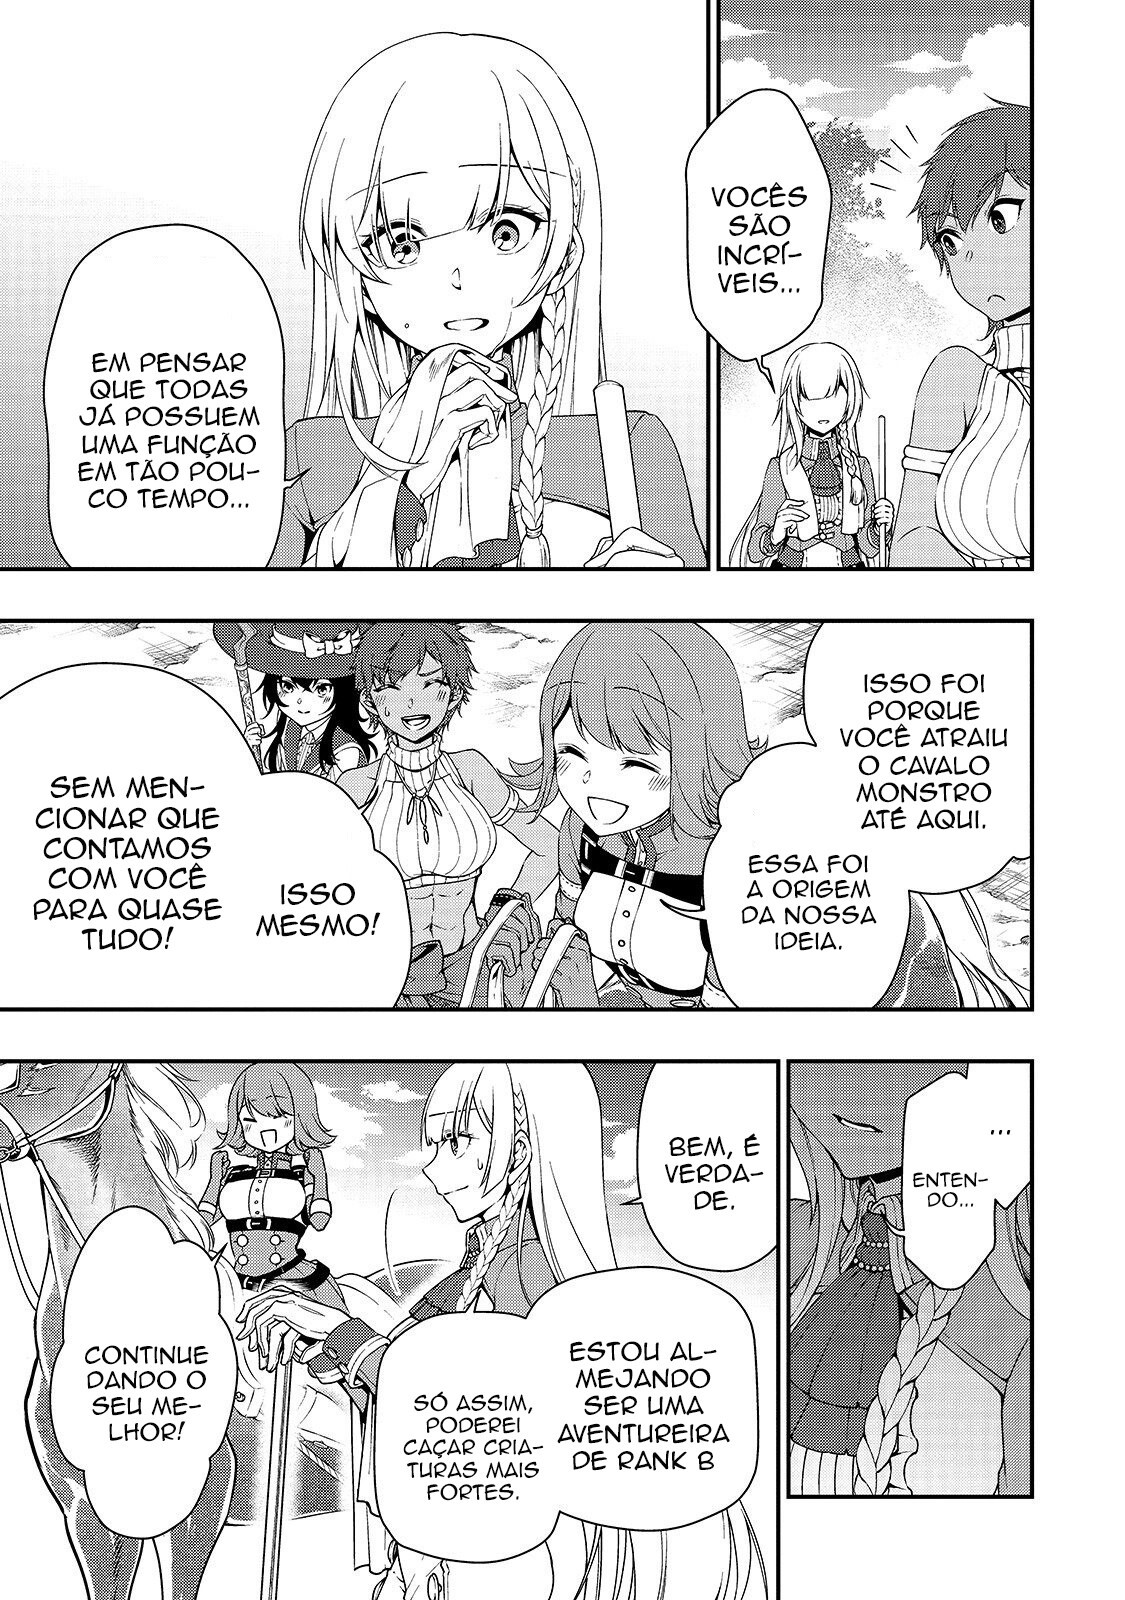 VOCÊS
SÃO
INCRÍ-
VEIS...
EM PENSAR
QUE TODAS
JÁ POSSUEM
UMA FUNÇÃO
EM TÃO POU-
CO TEMPO...
ISSO FOI
PORQUE
VOCÊ ATRAIU
O CAVALO
MONSTRO
ATÉ AQUI.
ESSA FOI
A ORIGEM
DA NOSSA
IDEIA.
ISSO
MESMO!
SEM MEN-
CIONAR QUE
CONTAMOS
COM VOCÊ
PARA QUASE
TUDO!
...
ENTEN-
DO...
BEM, É
VERDA-
DE.
ESTOU AL-
MEJANDO
SER UMA
AVENTUREIRA
DE RANK B
SÓ ASSIM,
PODEREI
CAÇAR CRIA-
TURAS MAIS
FORTES.
CONTINUE
DANDO O
SEU ME-
LHOR!